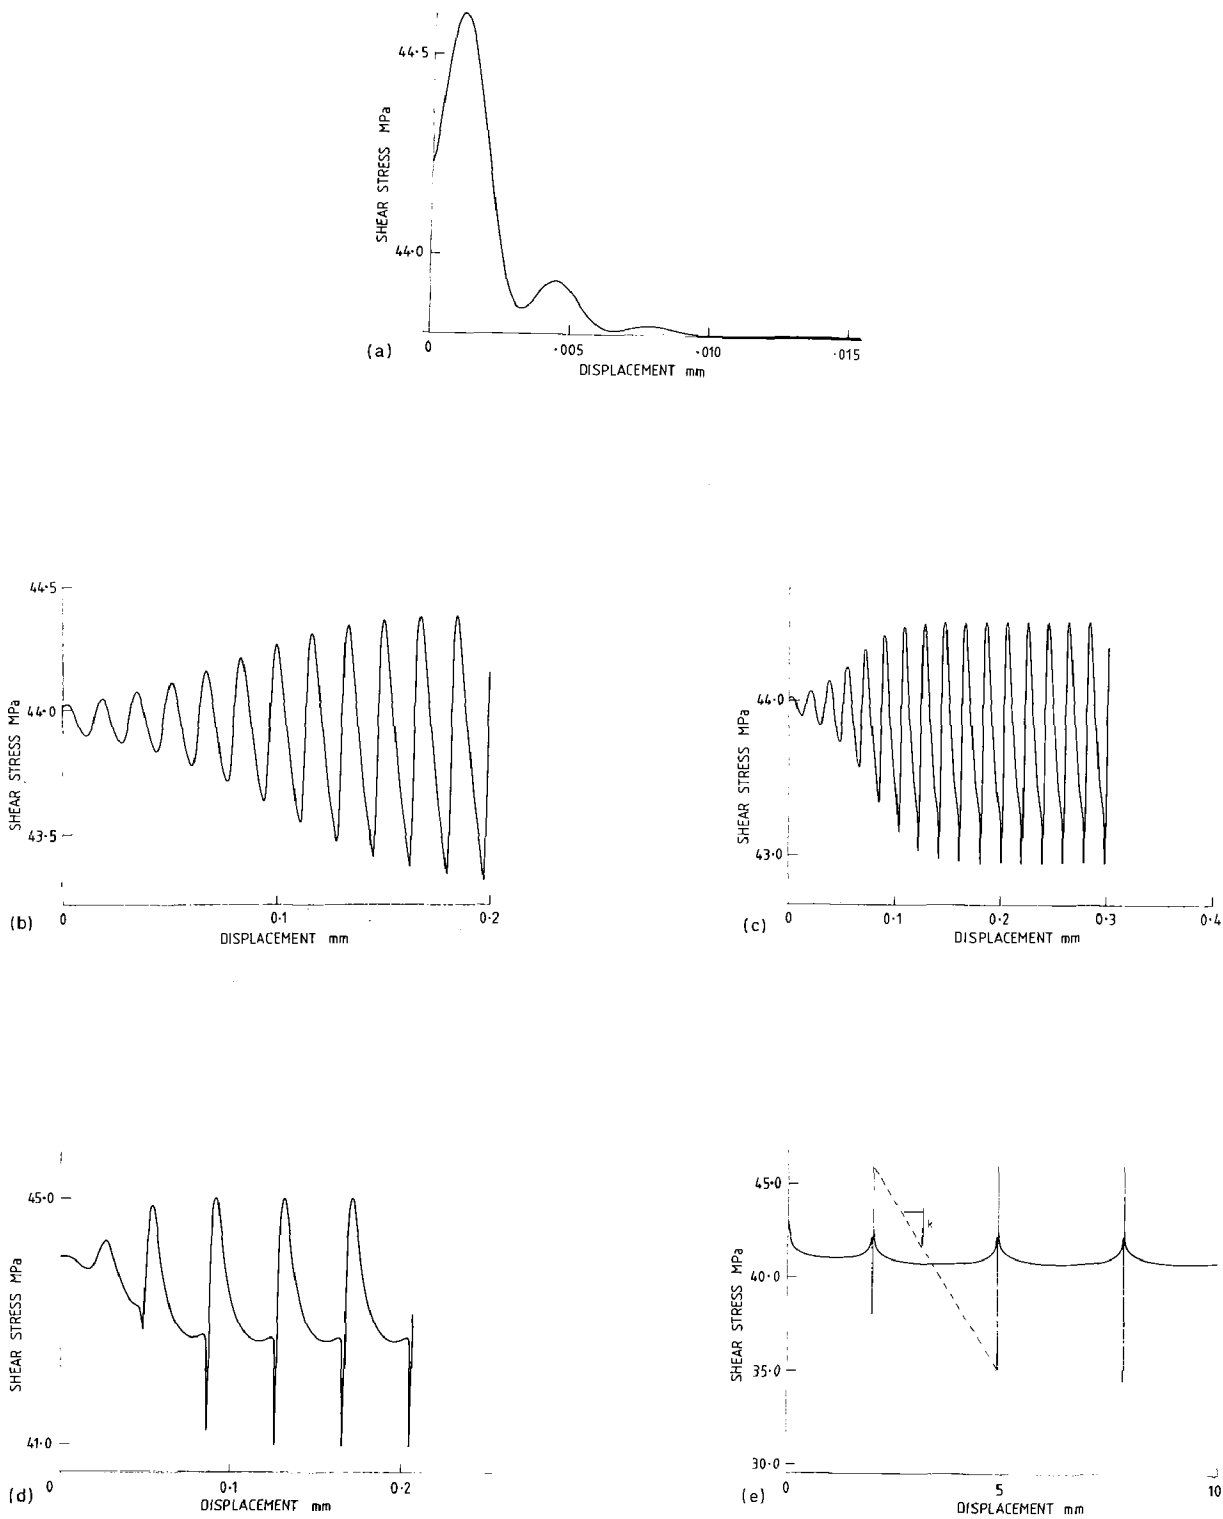 44·5
44·0
SHEAR STRESS MPa
(a)
0 ·005 ·010 ·015
DISPLACEMENT mm
44·5
44·0
43·5
SHEAR STRESS MPa
(b)
0 0·1 0·2
DISPLACEMENT mm
44·0
43·0
SHEAR STRESS MPa
(c)
0 0·1 0·2 0·3 0·4
DISPLACEMENT mm
45·0
41·0
SHEAR STRESS MPa
(d)
0·1 0·2
DISPLACEMENT mm
45·0
40·0
35·0
30·0
SHEAR STRESS MPa
k
(e)
0 5 10
DISPLACEMENT mm